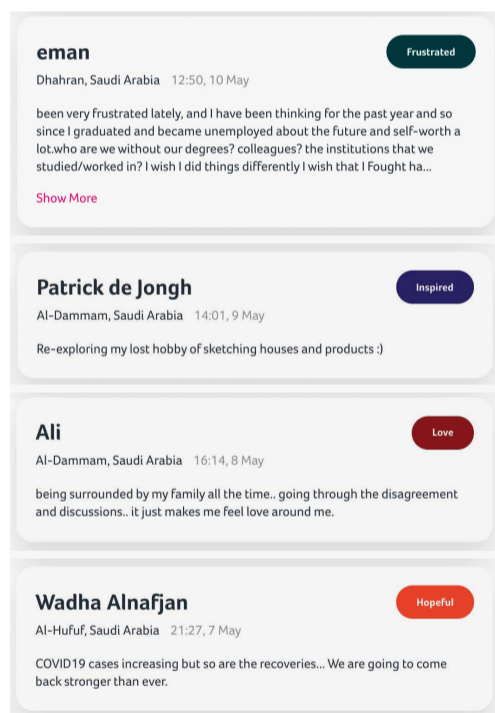 eman
Frustrated
Dhahran, Saudi Arabia 12:50, 10 May
been very frustrated lately, and I have been thinking for the past year and so
since I graduated and became unemployed about the future and self-worth a
lot.who are we without our degrees? colleagues? the institutions that we
studied/worked in? I wish I did things differently I wish that I Fought ha...
Show More
Patrick de Jongh
Inspired
Al-Dammam, Saudi Arabia 14:01, 9 May
Re-exploring my lost hobby of sketching houses and products :)
Ali
Love
Al-Dammam, Saudi Arabia 16:14, 8 May
being surrounded by my family all the time.. going through the disagreement
and discussions.. it just makes me feel love around me.
Wadha Alnafjan
Hopeful
Al-Hufuf, Saudi Arabia 21:27, 7 May
COVID19 cases increasing but so are the recoveries... We are going to come
back stronger than ever.